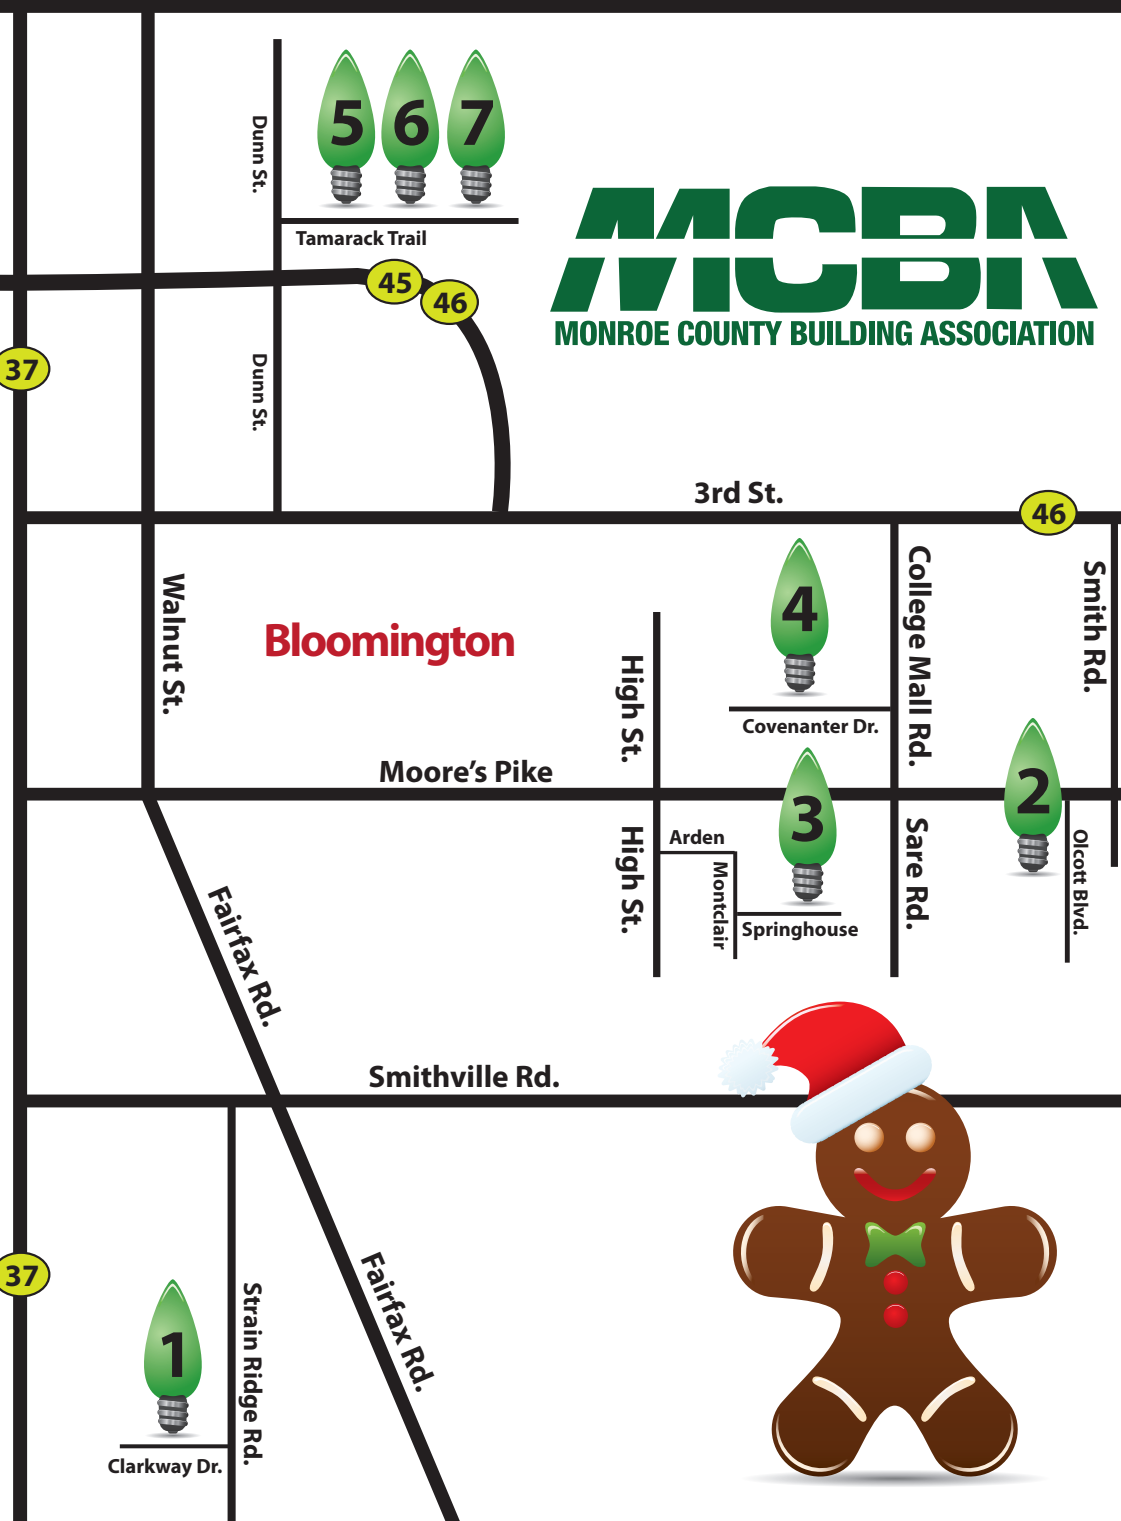 5 6 7
Dunn St.
Tamarack Trail
MCBA
MONROE COUNTY BUILDING ASSOCIATION
45
46
37
Dunn St.
3rd St.
46
Walnut St.
Bloomington
High St.
4
Covenanter Dr.
College Mall Rd.
Smith Rd.
Moore's Pike
2
3
High St.
Arden
Montclair
Springhouse
Sare Rd.
Olcott Blvd.
Fairfax Rd.
Smithville Rd.
37
1
Strain Ridge Rd.
Fairfax Rd.
Clarkway Dr.